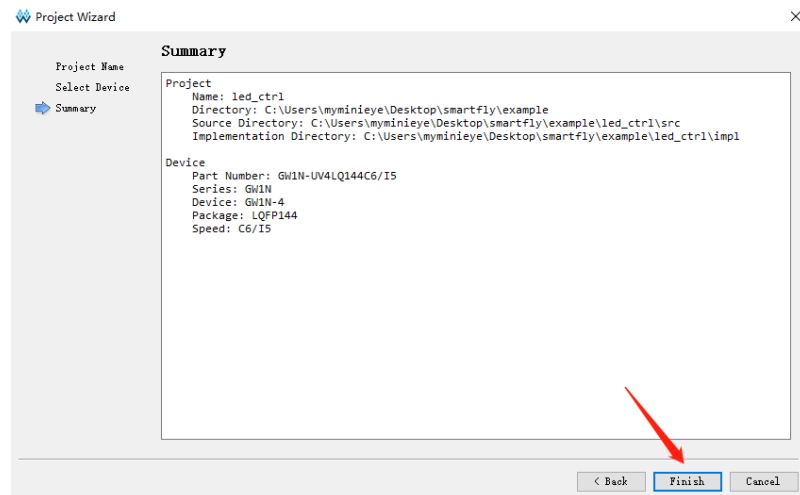 Project Wizard
Summary
Project Name
Select Device
Summary
Project
Name: led_ctrl
Directory: C:\Users\myminieye\Desktop\smartfly\example
Source Directory: C:\Users\myminieye\Desktop\smartfly\example\led_ctrl\src
Implementation Directory: C:\Users\myminieye\Desktop\smartfly\example\led_ctrl\impl
Device
Part Number: GW1N-UV4LQ144C6/I5
Series: GW1N
Device: GW1N-4
Package: LQFP144
Speed: C6/I5
< Back Finish Cancel